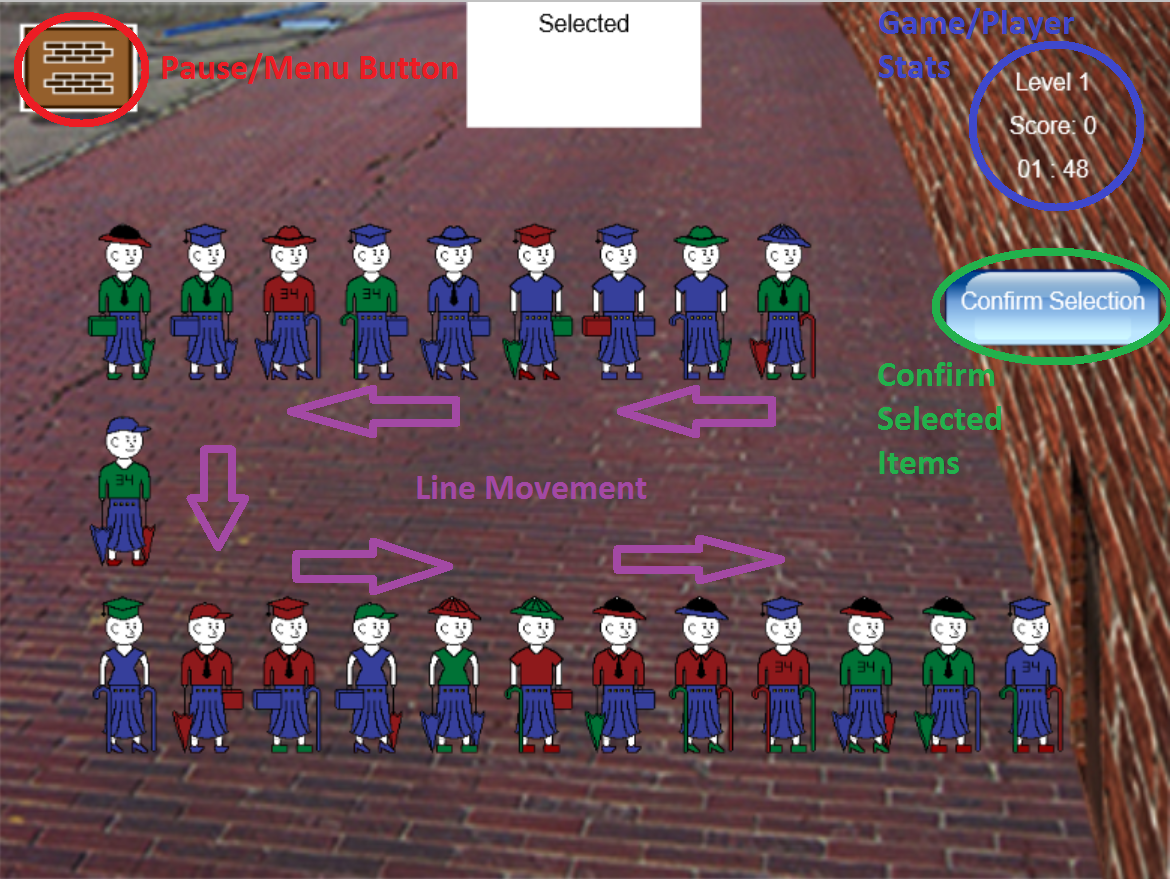 Selected
Game/Player
Stats
Pause/Menu Button
Level 1
Score: 0
01 : 48
34
34
Confirm Selection
Confirm
Selected
Items
34
Line Movement
34
34
34